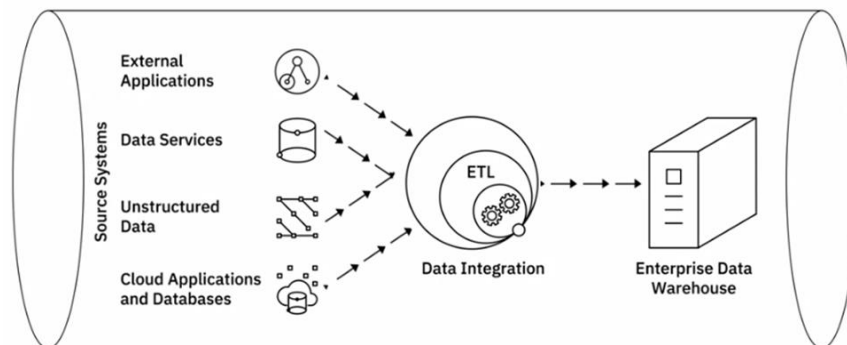 Source Systems
External
Applications
Data Services
Unstructured
Data
Cloud Applications
and Databases
ETL
Data Integration
Enterprise Data
Warehouse